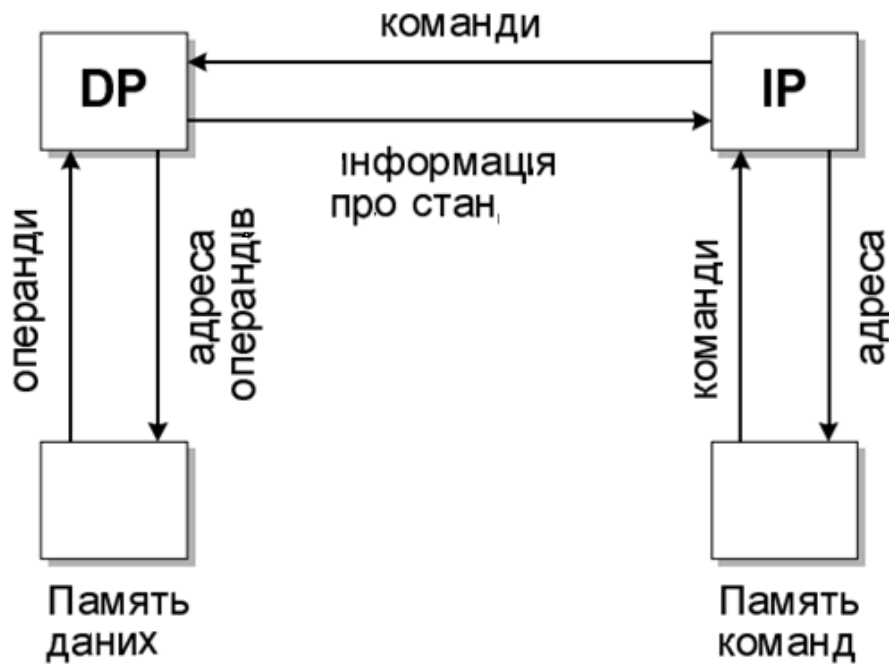 команди
DP
IP
інформація
про стан
операнди
адреса
операндів
команди
адреса
Память
даних
Память
команд